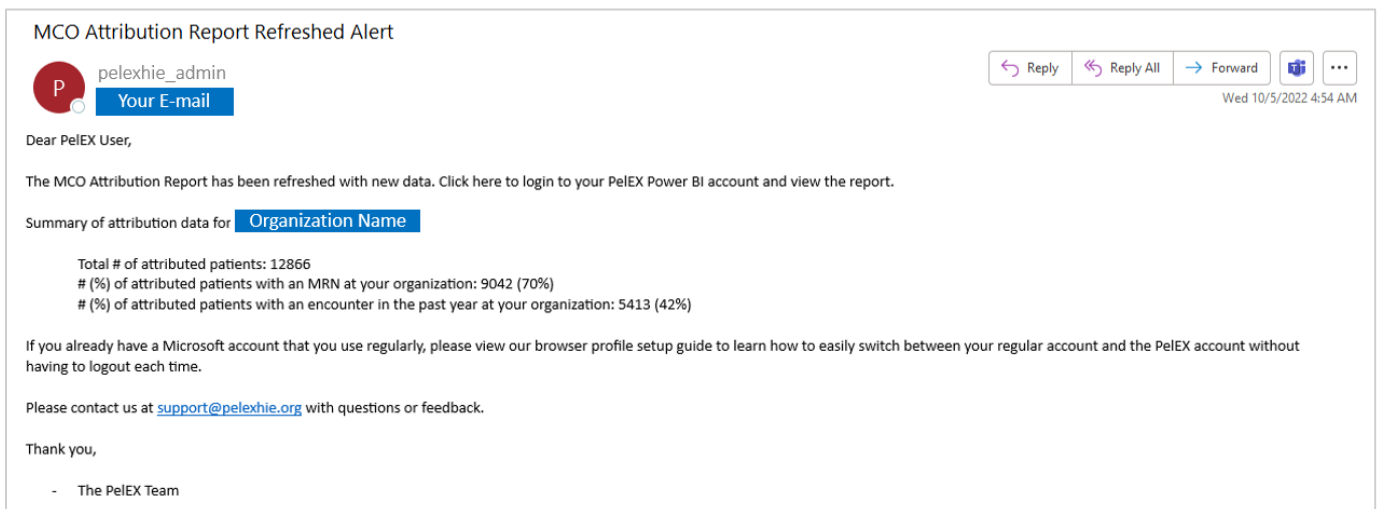 MCO Attribution Report Refreshed Alert
P
pelexhie_admin
Your E-mail
Reply
Reply All
Forward
Wed 10/5/2022 4:54 AM
Dear PelEX User,
The MCO Attribution Report has been refreshed with new data. Click here to login to your PelEX Power BI account and view the report.
Summary of attribution data for Organization Name
Total # of attributed patients: 12866
# (%) of attributed patients with an MRN at your organization: 9042 (70%)
# (%) of attributed patients with an encounter in the past year at your organization: 5413 (42%)
If you already have a Microsoft account that you use regularly, please view our browser profile setup guide to learn how to easily switch between your regular account and the PelEX account without
having to logout each time.
Please contact us at support@pelexhie.org with questions or feedback.
Thank you,
- The PelEX Team